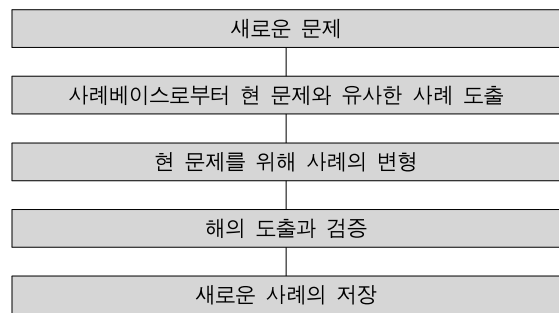 새로운 문제
사례베이스로부터 현 문제와 유사한 사례 도출
현 문제를 위해 사례의 변형
해의 도출과 검증
새로운 사례의 저장